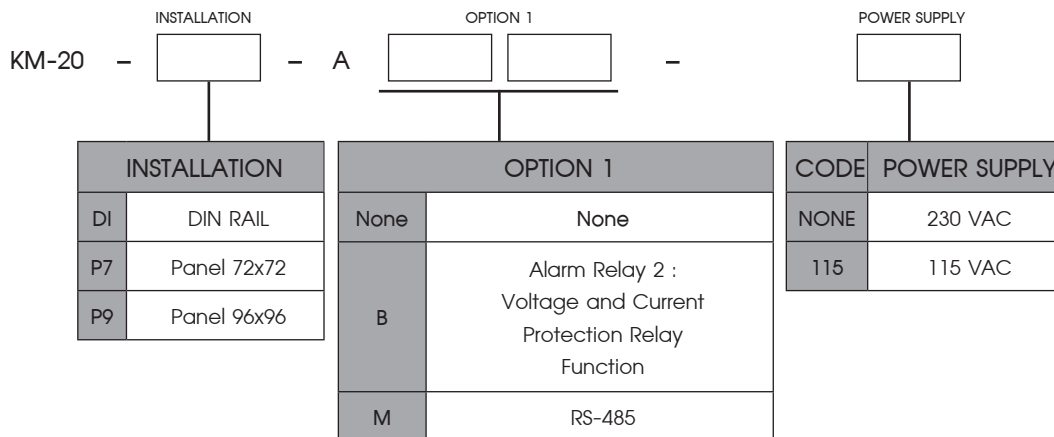 INSTALLATION OPTION 1 POWER SUPPLY
KM-20 - - A -
INSTALLATION
DI DIN RAIL
P7 Panel 72x72
P9 Panel 96x96
OPTION 1
None None
B Alarm Relay 2 :
Voltage and Current
Protection Relay
Function
M RS-485
CODE POWER SUPPLY
NONE 230 VAC
115 115 VAC